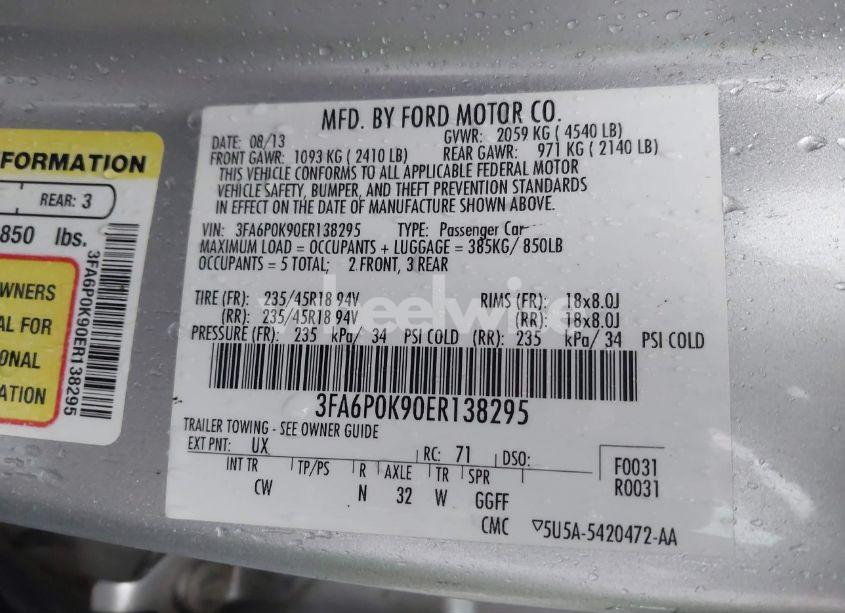 FORMATION
REAR: 3
850 lbs.
OWNERS
AL FOR
ONAL
ATION
3FA6P0K90ER138295
MFD. BY FORD MOTOR CO.
DATE: 08/13 GVWR: 2059 KG ( 4540 LB)
FRONT GAWR: 1093 KG ( 2410 LB) REAR GAWR: 971 KG ( 2140 LB)
THIS VEHICLE CONFORMS TO ALL APPLICABLE FEDERAL MOTOR
VEHICLE SAFETY, BUMPER, AND THEFT PREVENTION STANDARDS
IN EFFECT ON THE DATE OF MANUFACTURE SHOWN ABOVE.
VIN: 3FA6P0K90ER138295 TYPE: Passenger Car
MAXIMUM LOAD = OCCUPANTS + LUGGAGE = 385KG/ 850LB
OCCUPANTS = 5 TOTAL; 2 FRONT, 3 REAR
TIRE (FR): 235/45R18 94V RIMS (FR): 18x8.0J
(RR): 235/45R18 94V (RR): 18x8.0J
PRESSURE (FR): 235 kPa/ 34 PSI COLD (RR): 235 kPa/ 34 PSI COLD
3FA6P0K90ER138295
TRAILER TOWING - SEE OWNER GUIDE
EXT PNT: UX RC: 71 DSO: F0031
INT TR TP/PS R AXLE TR SPR R0031
CW N 32 W GGFF
CMC ▽5U5A-5420472-AA
wheelwire